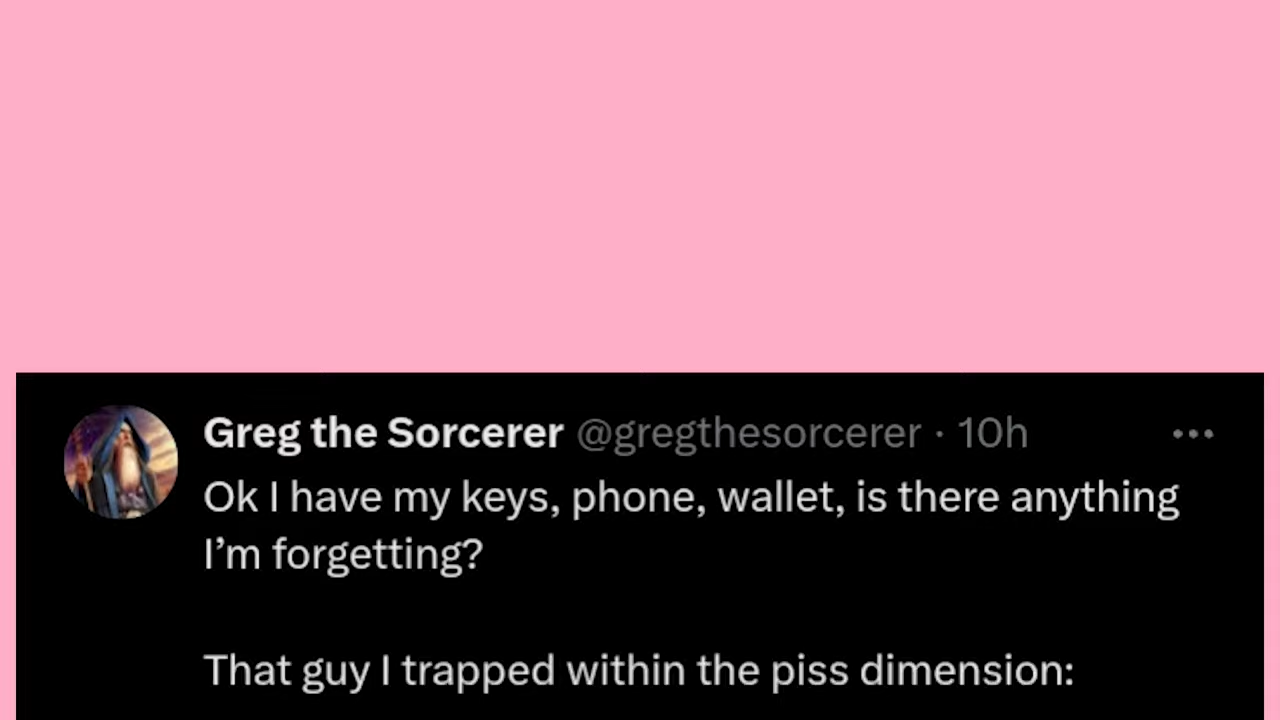 Greg the Sorcerer @gregthesorcerer · 10h
Ok I have my keys, phone, wallet, is there anything
I’m forgetting?
That guy I trapped within the piss dimension: